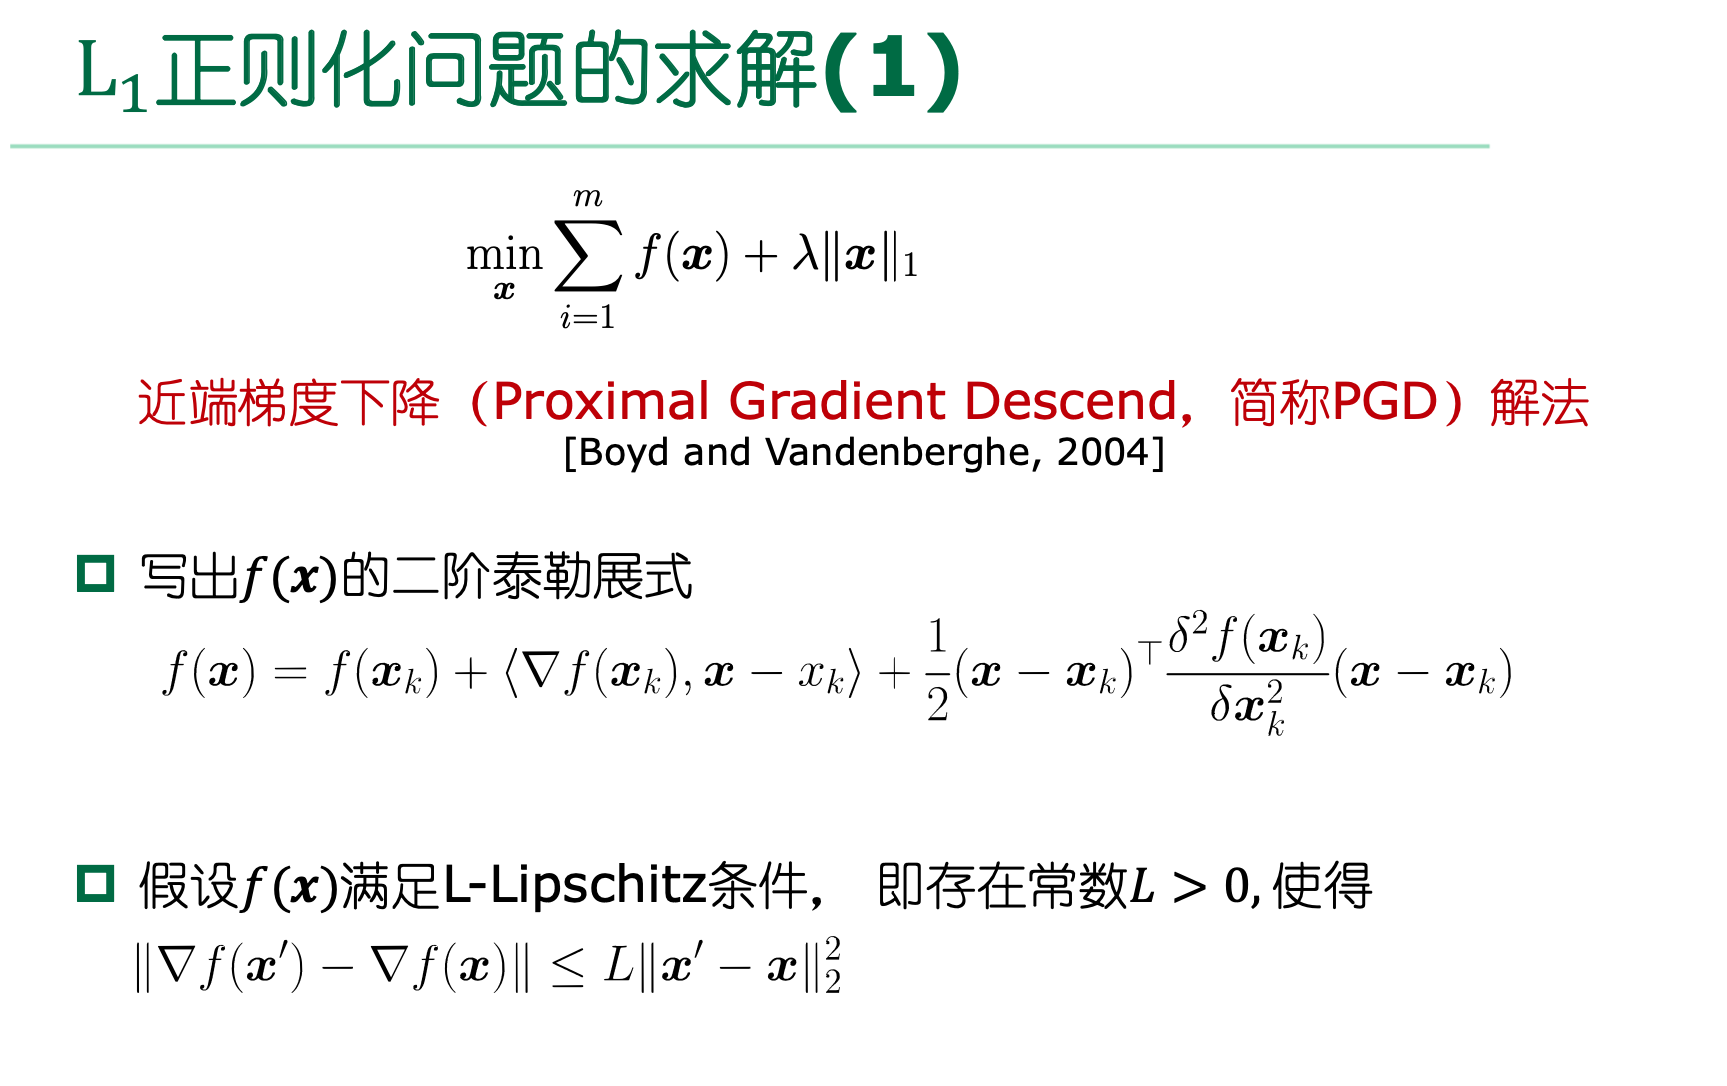 L₁正则化问题的求解(1)
$\min_{\boldsymbol{x}} \sum_{i=1}^{m} f(\boldsymbol{x}) + \lambda \|\boldsymbol{x}\|_1$
近端梯度下降（Proximal Gradient Descend，简称PGD）解法
[Boyd and Vandenberghe, 2004]
写出$f(\boldsymbol{x})$的二阶泰勒展式
$f(\boldsymbol{x}) = f(\boldsymbol{x}_k) + \langle \nabla f(\boldsymbol{x}_k), \boldsymbol{x} - x_k \rangle + \frac{1}{2}(\boldsymbol{x} - \boldsymbol{x}_k)^\top \frac{\delta^2 f(\boldsymbol{x}_k)}{\delta \boldsymbol{x}_k^2}(\boldsymbol{x} - \boldsymbol{x}_k)$
假设$f(\boldsymbol{x})$满足L-Lipschitz条件， 即存在常数$L > 0$,使得
$\|\nabla f(\boldsymbol{x}') - \nabla f(\boldsymbol{x})\| \leq L\|\boldsymbol{x}' - \boldsymbol{x}\|_2^2$